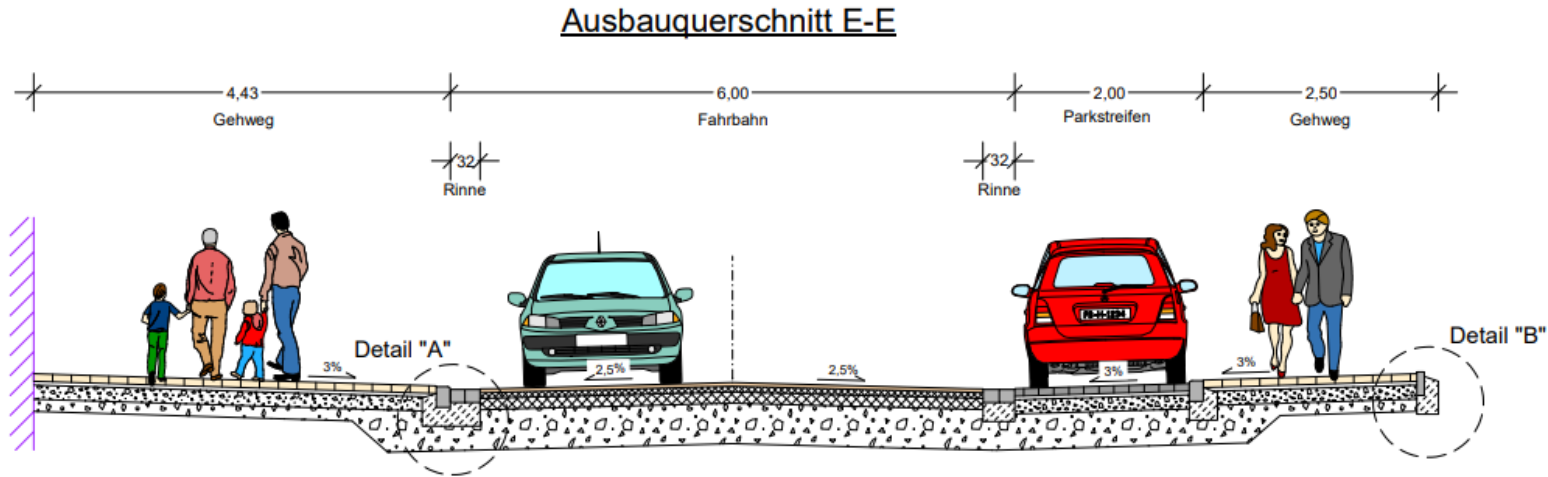 Ausbauquerschnitt E-E
4,43
6,00
2,00
2,50
Gehweg
Fahrbahn
Parkstreifen
Gehweg
32
32
Rinne
Rinne
Detail "A"
Detail "B"
3%
2,5%
2,5%
3%
3%